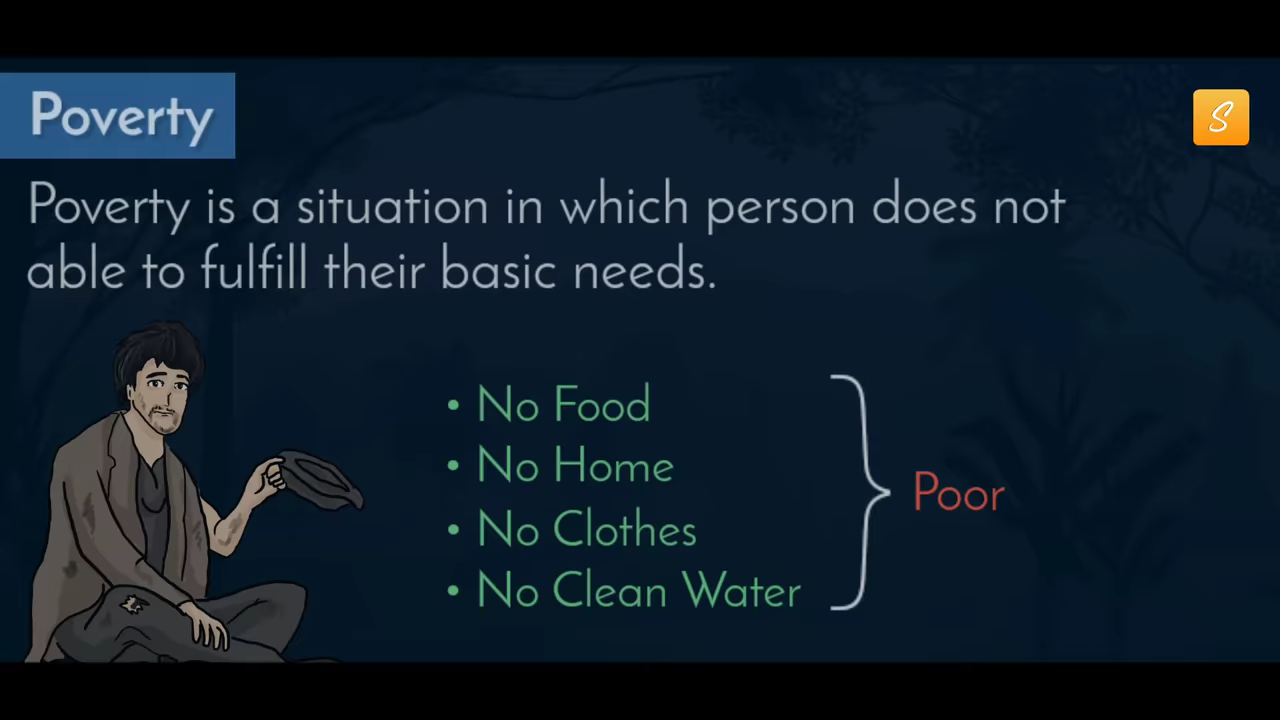 Poverty
S
Poverty is a situation in which person does not
able to fulfill their basic needs.
• No Food
• No Home
• No Clothes
• No Clean Water
Poor